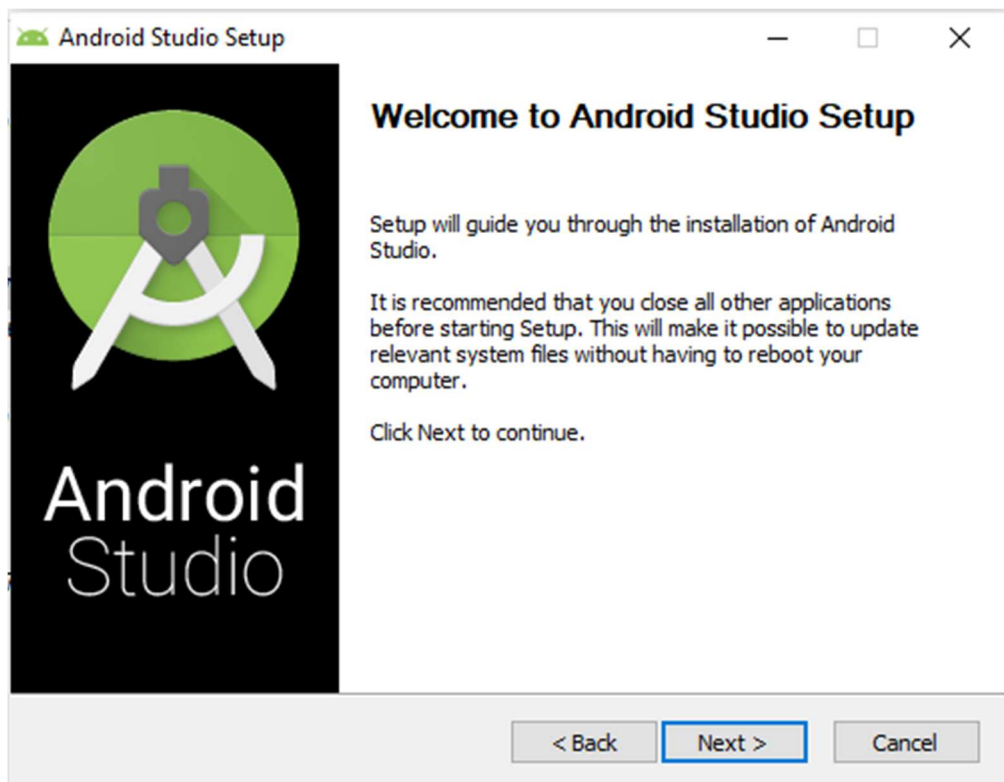 Android Studio Setup
Welcome to Android Studio Setup
Setup will guide you through the installation of Android
Studio.
It is recommended that you close all other applications
before starting Setup. This will make it possible to update
relevant system files without having to reboot your
computer.
Click Next to continue.
Android
Studio
< Back
Next >
Cancel